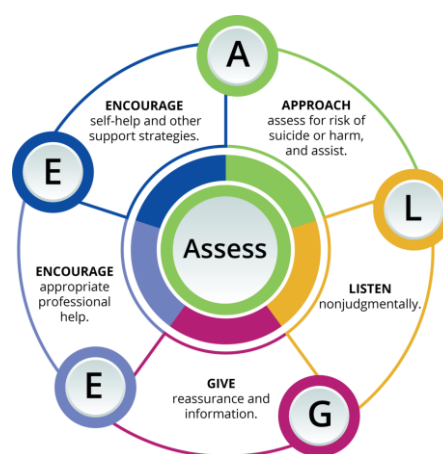 A
APPROACH
assess for risk of
suicide or harm,
and assist.
L
LISTEN
nonjudgmentally.
G
GIVE
reassurance and
information.
E
ENCOURAGE
appropriate
professional
help.
E
ENCOURAGE
self-help and other
support strategies.
Assess